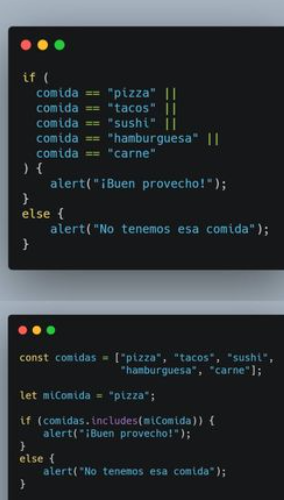 if (
  comida == "pizza" ||
  comida == "tacos" ||
  comida == "sushi" ||
  comida == "hamburguesa" ||
  comida == "carne"
) {
    alert("¡Buen provecho!");
}
else {
    alert("No tenemos esa comida");
}
const comidas = ["pizza", "tacos", "sushi",
                 "hamburguesa", "carne"];
let miComida = "pizza";
if (comidas.includes(miComida)) {
    alert("¡Buen provecho!");
}
else {
    alert("No tenemos esa comida");
}